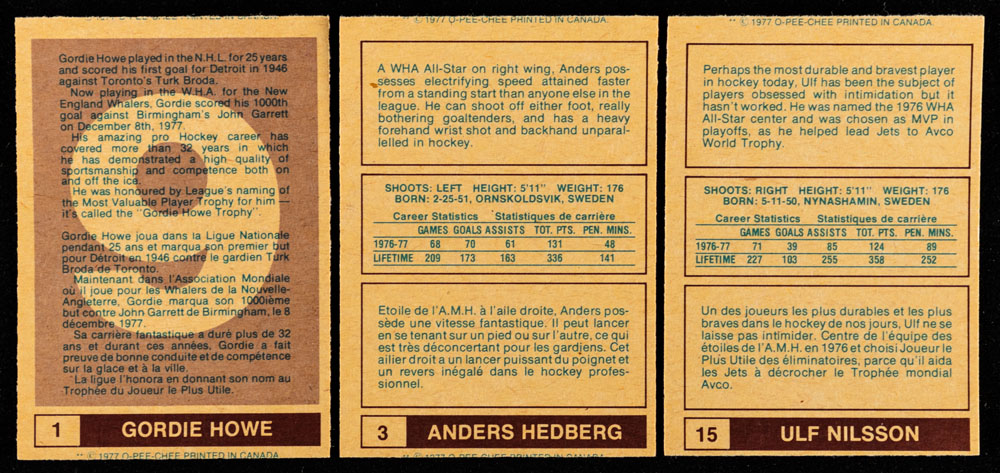 Gordie Howe played in the N.H.L. for 25 years
and scored his first goal for Detroit in 1946
against Toronto's Turk Broda.
Now playing in the W.H.A. for the New
England Whalers, Gordie scored his 1000th
goal against Birmingham's John Garrett
on December 8th, 1977.
His amazing pro Hockey career has
covered more than 32 years in which
he has demonstrated a high quality of
sportsmanship and competence both on
and off the ice.
He was honoured by League's naming of
the Most Valuable Player Trophy for him —
it's called the "Gordie Howe Trophy".
Gordie Howe joua dans la Ligue Nationale
pendant 25 ans et marqua son premier but
pour Détroit en 1946 contre le gardien Turk
Broda de Toronto.
Maintenant dans l'Association Mondiale
où il joue pour les Whalers de la Nouvelle-
Angleterre, Gordie marqua son 1000ième
but contre John Garrett de Birmingham, le 8
décembre 1977.
Sa carrière fantastique a duré plus de 32
ans et durant ces années, Gordie a fait
preuve de bonne conduite et de compétence
sur la glace et à la ville.
La ligue l'honora en donnant son nom au
Trophée du Joueur le Plus Utile.
1 GORDIE HOWE
** © 1977 O-PEE-CHEE PRINTED IN CANADA
** © 1977 O-PEE-CHEE PRINTED IN CANADA.
A WHA All-Star on right wing, Anders pos-
sesses electrifying speed attained faster
from a standing start than anyone else in the
league. He can shoot off either foot, really
bothering goaltenders, and has a heavy
forehand wrist shot and backhand unparal-
lelled in hockey.
SHOOTS: LEFT HEIGHT: 5'11" WEIGHT: 176
BORN: 2-25-51, ORNSKOLDSVIK, SWEDEN
Career Statistics Statistiques de carrière
GAMES GOALS ASSISTS TOT. PTS. PEN. MINS.
1976-77 68 70 61 131 48
LIFETIME 209 173 163 336 141
Etoile de l'A.M.H. à l'aile droite, Anders pos-
sède une vitesse fantastique. Il peut lancer
en se tenant sur un pied ou sur l'autre, ce qui
est très déconcertant pour les gardiens. Cet
ailier droit a un lancer puissant du poignet et
un revers inégalé dans le hockey profes-
sionnel.
3 ANDERS HEDBERG
** © 1977 O-PEE-CHEE PRINTED IN CANADA.
** © 1977 O-PEE-CHEE PRINTED IN CANADA.
Perhaps the most durable and bravest player
in hockey today, Ulf has been the subject of
players obsessed with intimidation but it
hasn't worked. He was named the 1976 WHA
All-Star center and was chosen as MVP in
playoffs, as he helped lead Jets to Avco
World Trophy.
SHOOTS: RIGHT HEIGHT: 5'11" WEIGHT: 176
BORN: 5-11-50, NYNASHAMIN, SWEDEN
Career Statistics Statistiques de carrière
GAMES GOALS ASSISTS TOT. PTS. PEN. MINS.
1976-77 71 39 85 124 89
LIFETIME 227 103 255 358 252
Un des joueurs les plus durables et les plus
braves dans le hockey de nos jours, Ulf ne se
laisse pas intimider. Centre de l'équipe des
étoiles de l'A.M.H. en 1976 et choisi Joueur le
Plus Utile des éliminatoires, parce qu'il aida
les Jets à décrocher le Trophée mondial
Avco.
15 ULF NILSSON